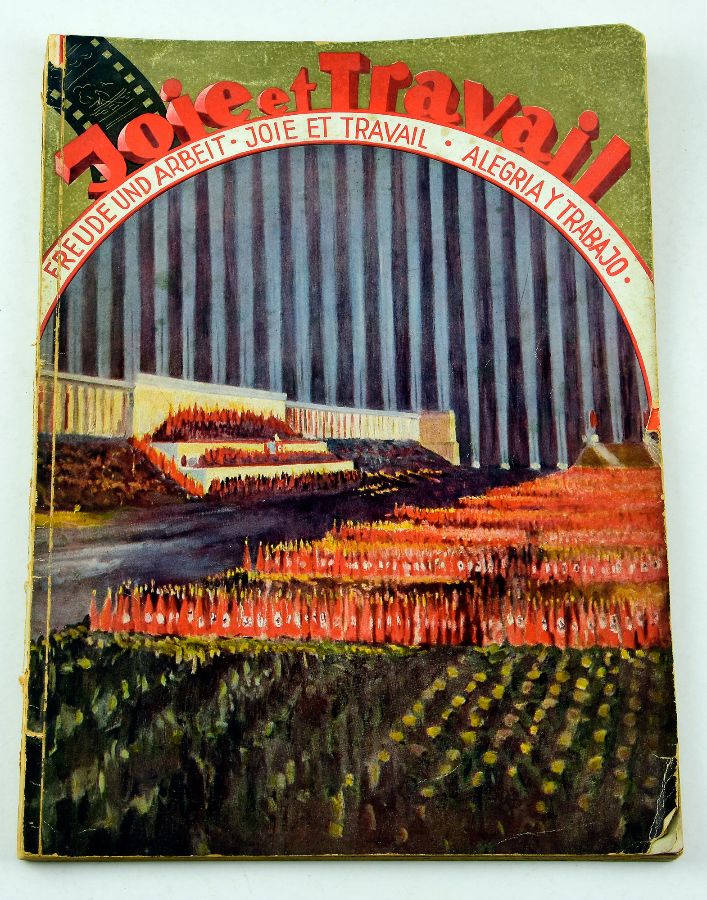 Joie et Travail
FREUDE UND ARBEIT · JOIE ET TRAVAIL · ALEGRIA Y TRABAJO ·